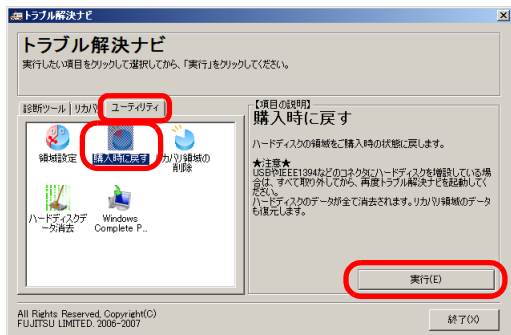 トラブル解決ナビ
トラブル解決ナビ
実行したい項目をクリックして選択してから、「実行」をクリックしてください。
診断ツール
ユーティリティ
領域設定
購入時に戻す
削除
ハードディスクデ
ータ消去
Windows
Complete P...
【項目の説明】
購入時に戻す
ハードディスクの領域をご購入時の状態に戻します。
★注意★
USBやIEEE1394などのコネクタにハードディスクを増設している場
合は、すべて取り外してから、再度トラブル解決ナビを起動してく
ださい。
ハードディスクのデータが全て消去されます。リカバリ領域のデータ
も復元します。
実行(E)
All Rights Reserved, Copyright(C)
FUJITSU LIMITED. 2006-2007
終了(X)